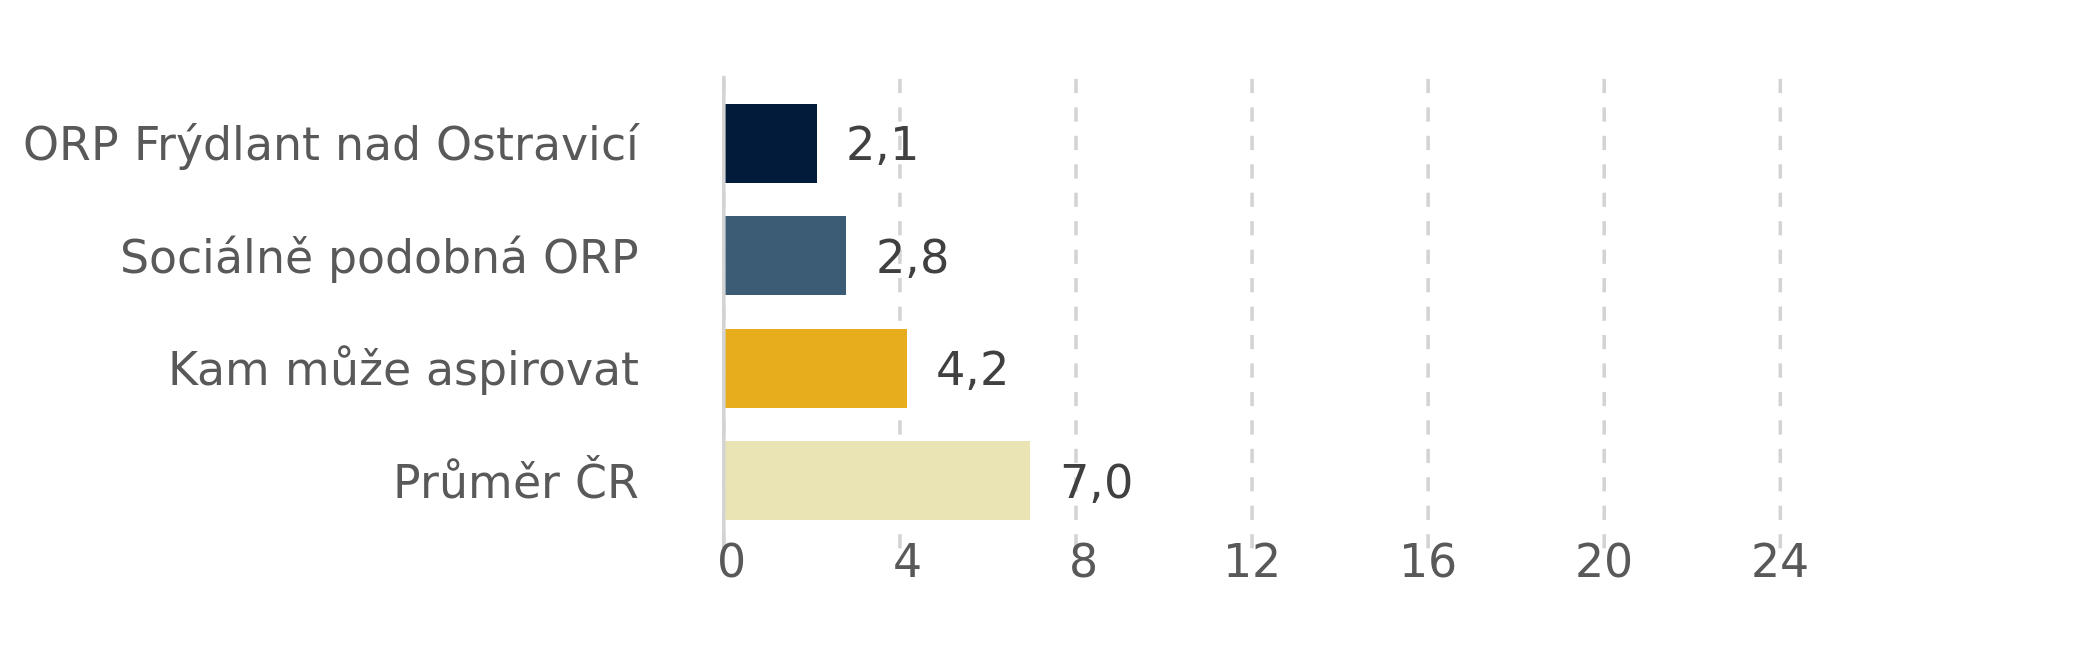 ORP Frýdlant nad Ostravicí 2,1
Sociálně podobná ORP 2,8
Kam může aspirovat 4,2
Průměr ČR 7,0
0 4 8 12 16 20 24